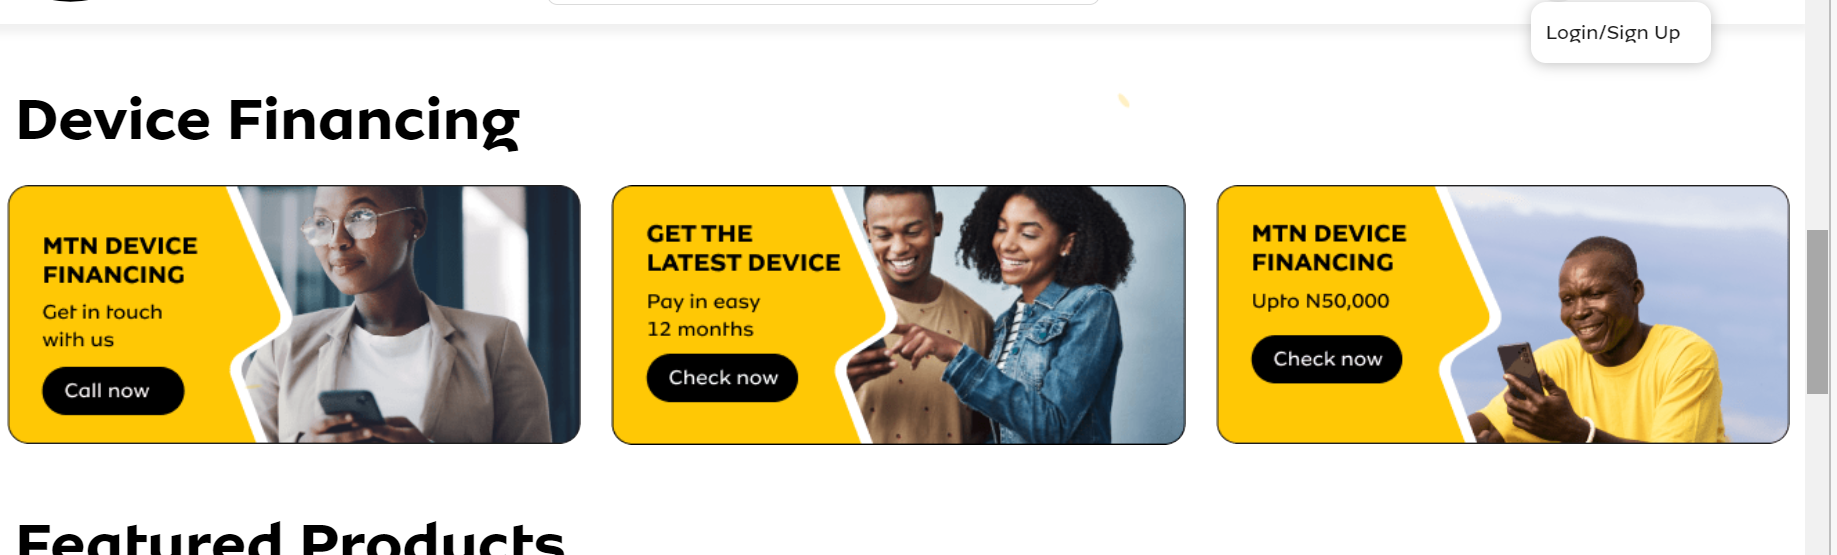 Login/Sign Up
Device Financing
MTN DEVICE
FINANCING
Get in touch
with us
Call now
GET THE
LATEST DEVICE
Pay in easy
12 months
Check now
MTN DEVICE
FINANCING
Upto N50,000
Check now
Featured Products